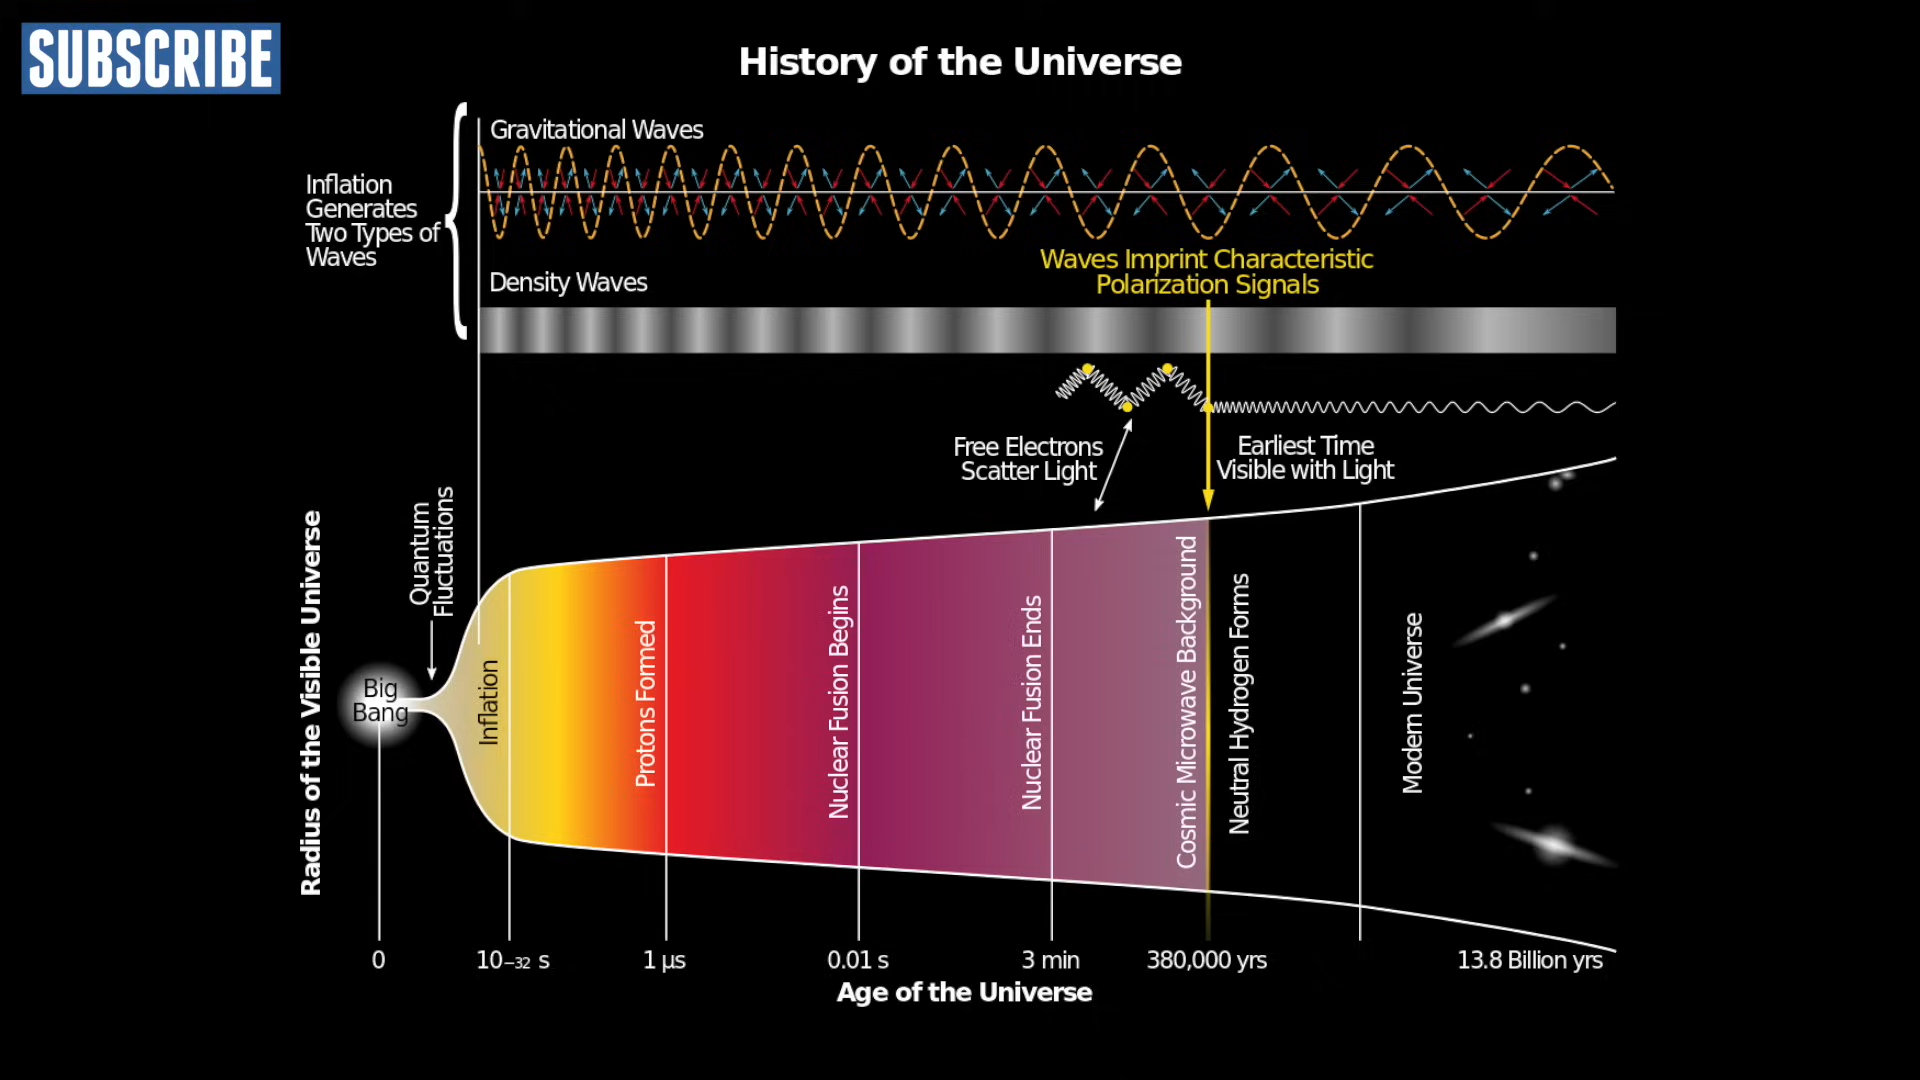 SUBSCRIBE
History of the Universe
Gravitational Waves
Inflation
Generates
Two Types of
Waves
Waves Imprint Characteristic
Polarization Signals
Density Waves
Free Electrons
Scatter Light
Earliest Time
Visible with Light
Quantum
Fluctuations
Radius of the Visible Universe
Big
Bang
Inflation
Protons Formed
Nuclear Fusion Begins
Nuclear Fusion Ends
Cosmic Microwave Background
Neutral Hydrogen Forms
Modern Universe
0
10−32 s
1 µs
0.01 s
3 min
380,000 yrs
13.8 Billion yrs
Age of the Universe